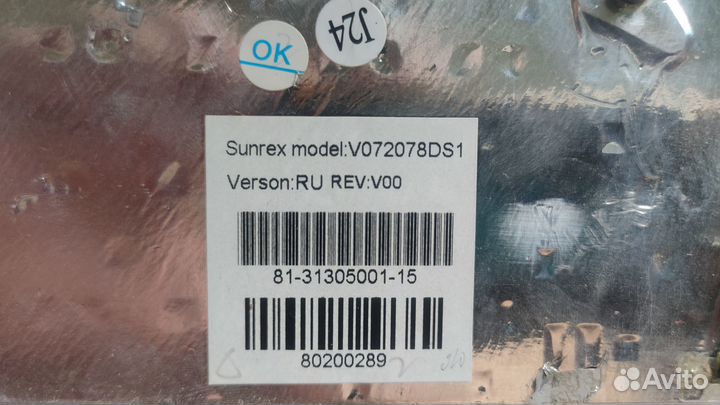 OK
J24
Sunrex model:V072078DS1
Verson:RU REV:V00
81-31305001-15
80200289
Avito